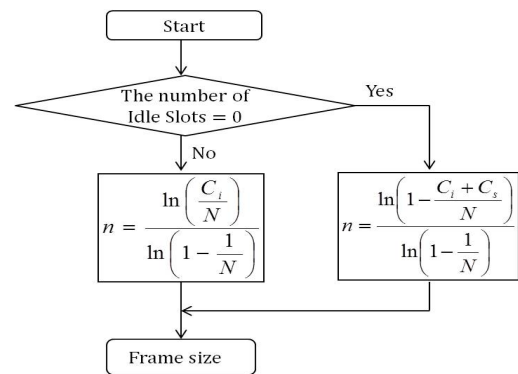 Start
The number of
Idle Slots = 0
Yes
No
n = ln(C_i/N) / ln(1 − 1/N)
n = ln(1 − (C_i + C_s)/N) / ln(1 − 1/N)
Frame size